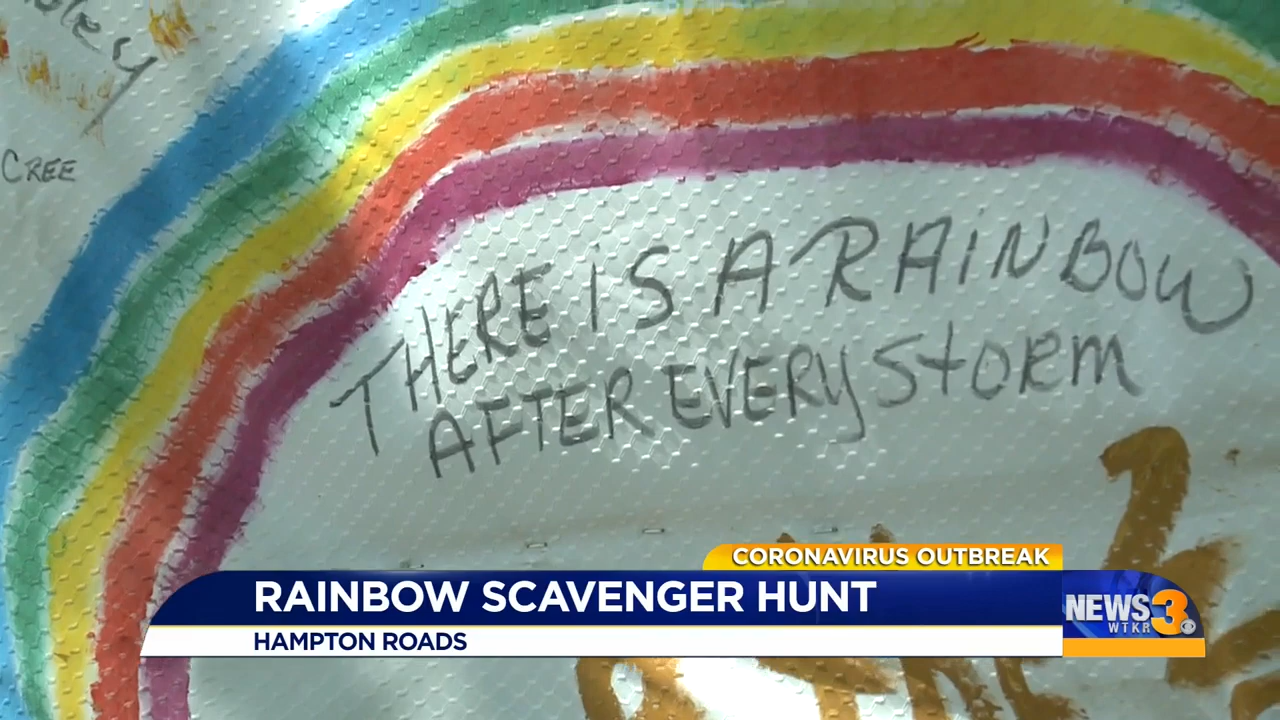 CREE
THERE iS A RAiNBOW
AFTER EVERY StORM
CORONAVIRUS OUTBREAK
RAINBOW SCAVENGER HUNT
HAMPTON ROADS
NEWS 3
WTKR